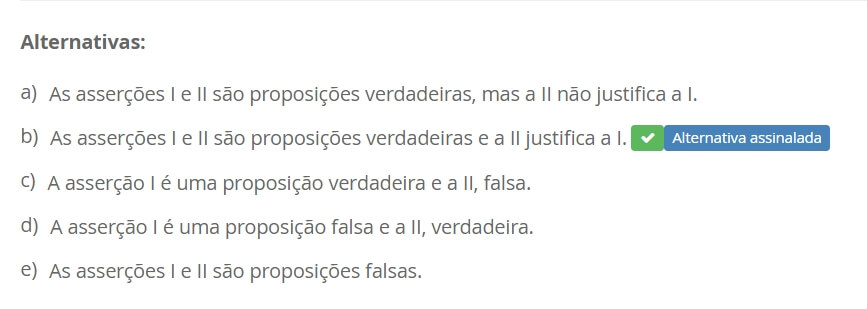 Alternativas:
a) As asserções I e II são proposições verdadeiras, mas a II não justifica a I.
b) As asserções I e II são proposições verdadeiras e a II justifica a I. Alternativa assinalada
c) A asserção I é uma proposição verdadeira e a II, falsa.
d) A asserção I é uma proposição falsa e a II, verdadeira.
e) As asserções I e II são proposições falsas.